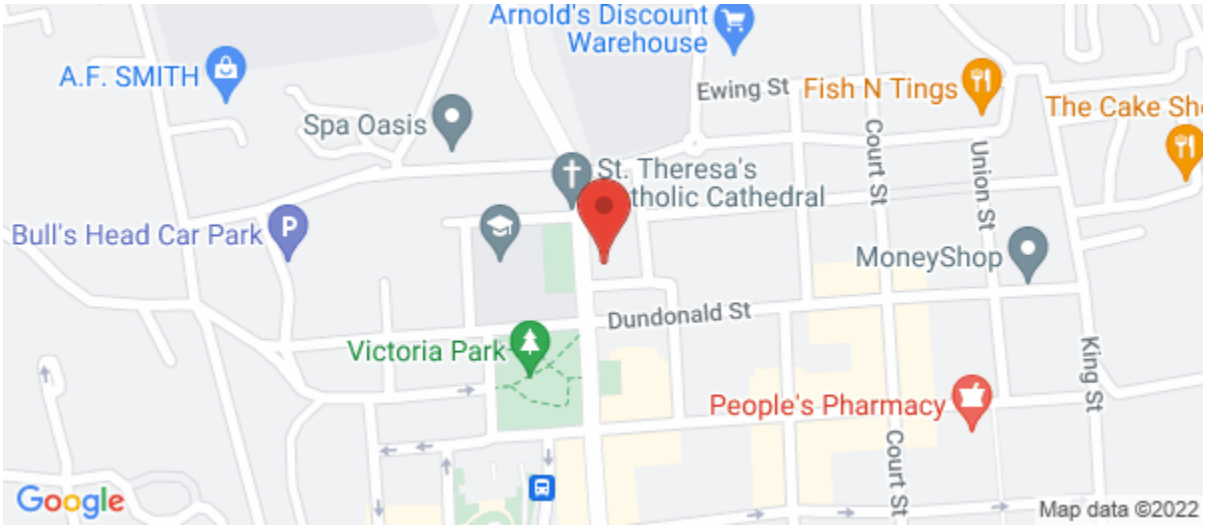 Arnold's Discount
Warehouse
A.F. SMITH
Ewing St
Fish N Tings
The Cake Sho
Spa Oasis
Court St
Union St
St. Theresa's
tholic Cathedral
Bull's Head Car Park
P
MoneyShop
Dundonald St
Victoria Park
King St
People's Pharmacy
Court St
Google
Map data ©2022